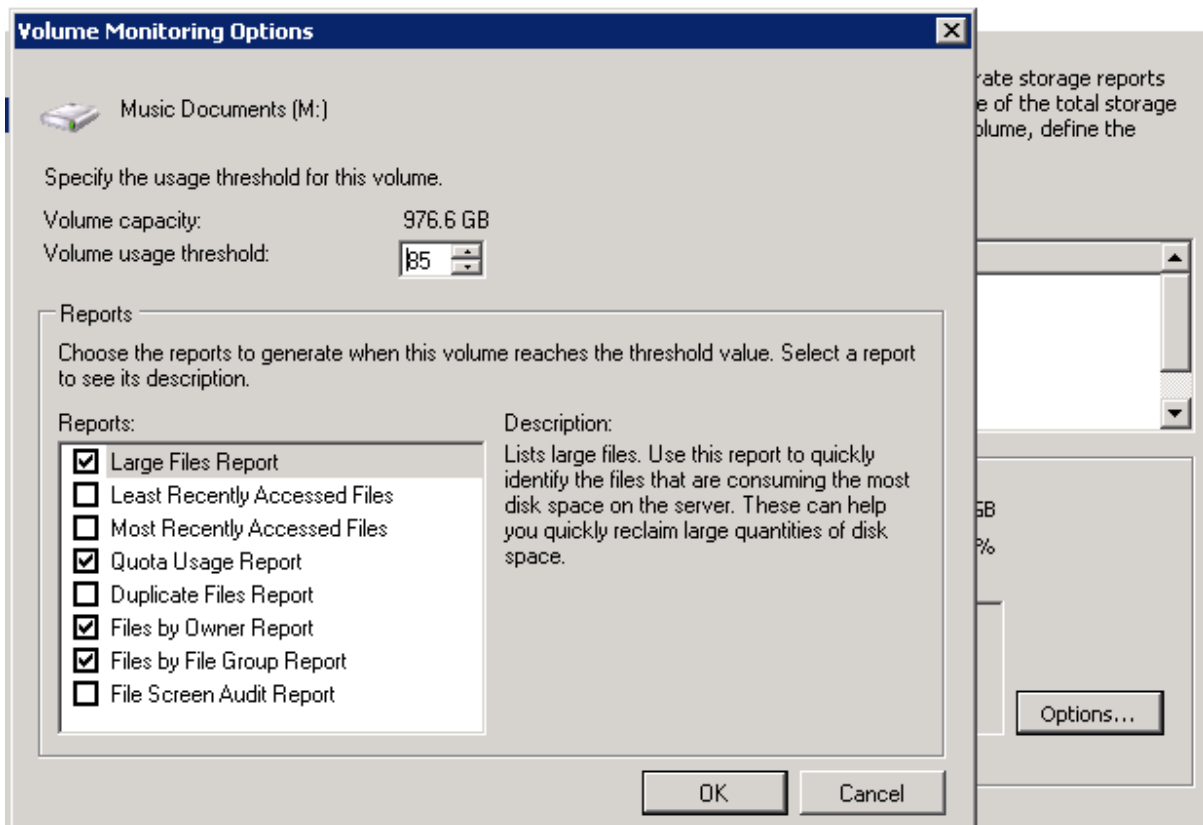 Volume Monitoring Options
Music Documents (M:)
Specify the usage threshold for this volume.
Volume capacity: 976.6 GB
Volume usage threshold: 85
Reports
Choose the reports to generate when this volume reaches the threshold value. Select a report
to see its description.
Reports:
Large Files Report
Least Recently Accessed Files
Most Recently Accessed Files
Quota Usage Report
Duplicate Files Report
Files by Owner Report
Files by File Group Report
File Screen Audit Report
Description:
Lists large files. Use this report to quickly
identify the files that are consuming the most
disk space on the server. These can help
you quickly reclaim large quantities of disk
space.
OK Cancel
rate storage reports
e of the total storage
olume, define the
GB
%
Options...